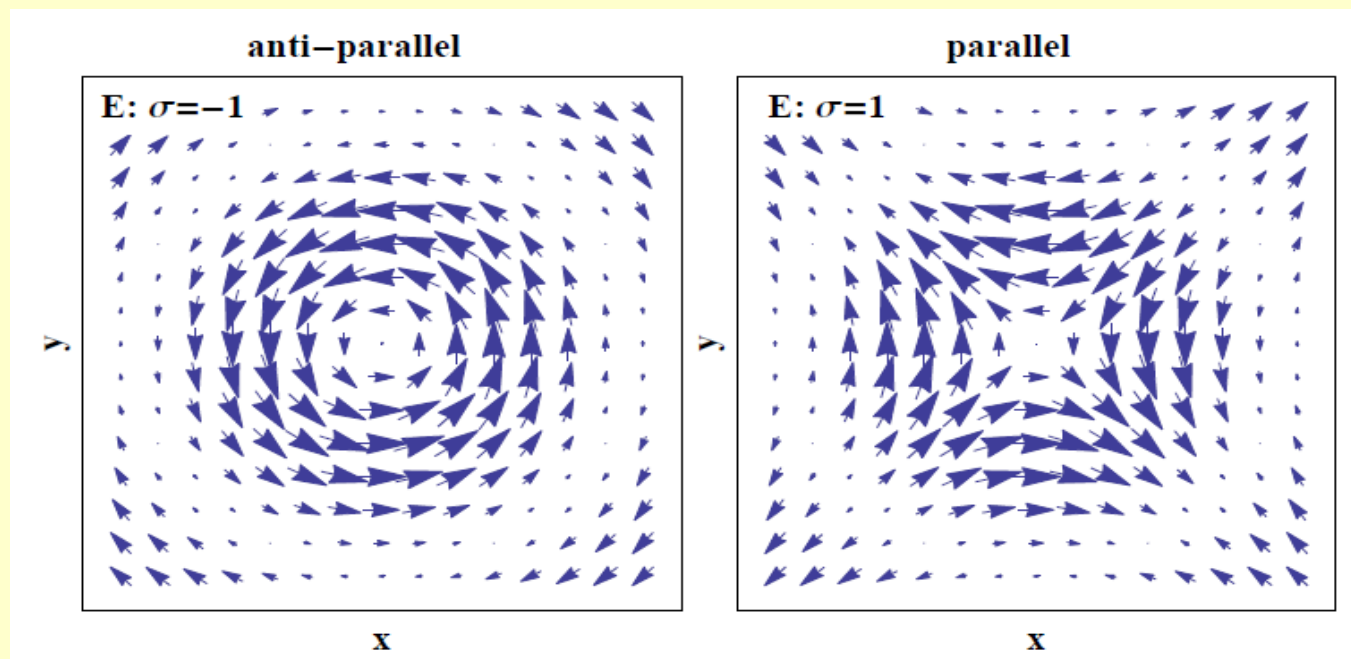 anti−parallel
parallel
E: σ=−1
E: σ=1
y
y
x
x